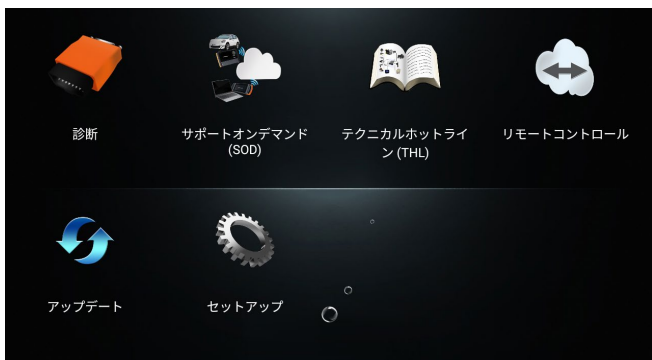 診断
サポートオンデマンド
(SOD)
テクニカルホットライ
ン (THL)
リモートコントロール
アップデート
セットアップ